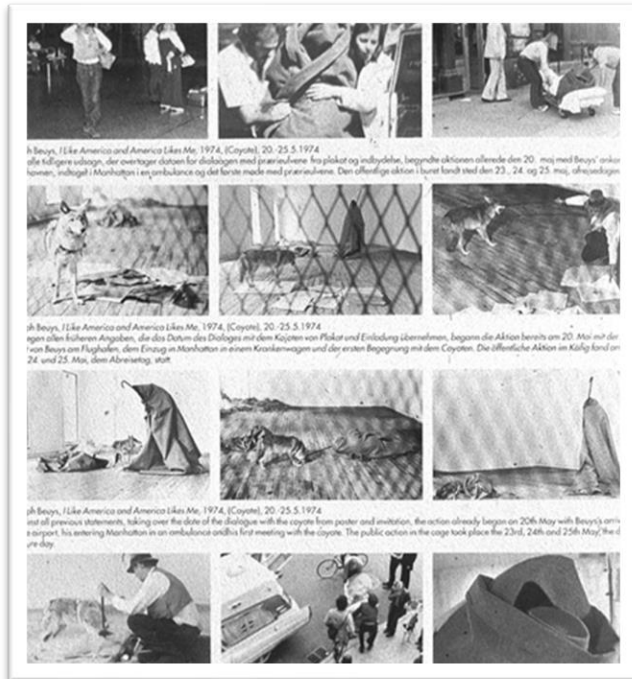 h Beuys, I Like America and America Likes Me, 1974, (Coyote), 20.-25.5.1974
alle tidligere udsagn, der overtager datoen for dialogen med prærieulvene fra plakat og indbydelse, begyndte aktionen allerede den 20. maj med Beuys' ankom
havnen, indtoget i Manhattan i en ambulance og det første møde med prærieulvene. Den offentlige aktion i buret fandt sted den 23., 24. og 25. maj, afrejsedagen
ph Beuys, I Like America and America Likes Me, 1974, (Coyote), 20.-25.5.1974
egen allen früheren Angaben, die das Datum des Dialoges mit dem Kojoten von Plakat und Einladung übernehmen, begann die Aktion bereits am 20. Mai mit der
von Beuys am Flughafen, dem Einzug in Manhattan in einem Krankenwagen und der ersten Begegnung mit dem Coyoten. Die öffentliche Aktion im Käfig fand am
24. und 25. Mai, dem Abreisetag, statt.
ph Beuys, I Like America and America Likes Me, 1974, (Coyote), 20.-25.5.1974
inst all previous statements, taking over the date of the dialogue with the coyote from poster and invitation, the action already began on 20th May with Beuys's arriv
e airport, his entering Manhattan in an ambulance and his first meeting with the coyote. The public action in the cage took place the 23rd, 24th and 25th May, the d
ure-day.